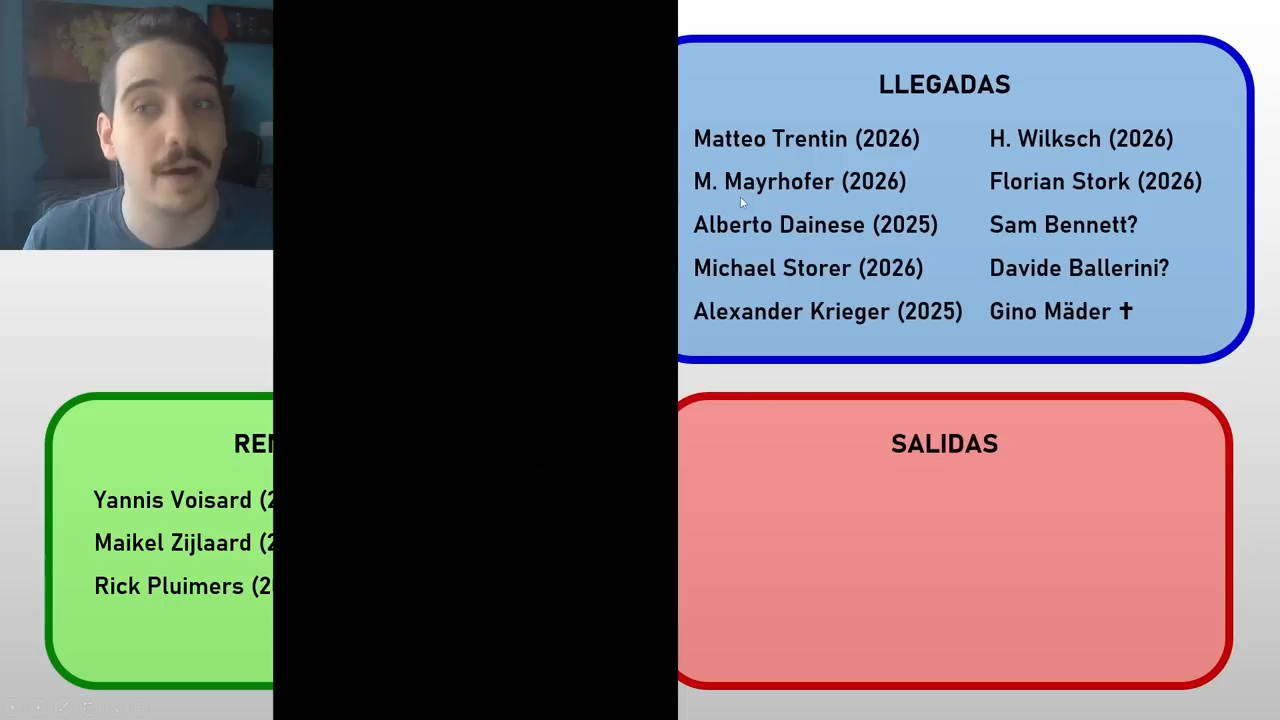 LLEGADAS
Matteo Trentin (2026)
M. Mayrhofer (2026)
Alberto Dainese (2025)
Michael Storer (2026)
Alexander Krieger (2025)
H. Wilksch (2026)
Florian Stork (2026)
Sam Bennett?
Davide Ballerini?
Gino Mäder ✝
Yannis Voisard
Maikel Zijlaard
Rick Pluimers
SALIDAS